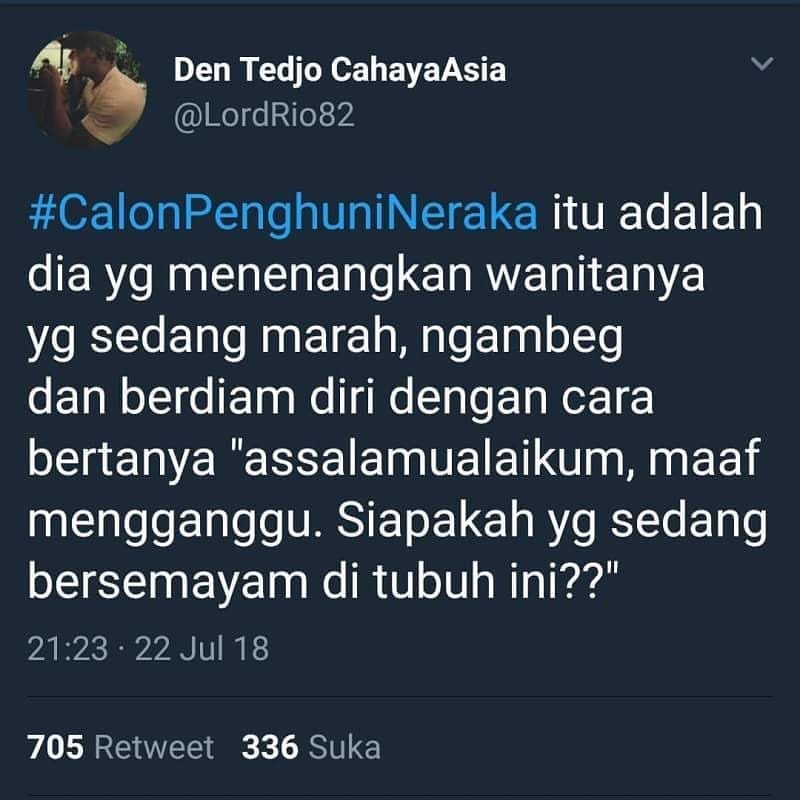 Den Tedjo CahayaAsia
@LordRio82
#CalonPenghuniNeraka itu adalah
dia yg menenangkan wanitanya
yg sedang marah, ngambeg
dan berdiam diri dengan cara
bertanya "assalamualaikum, maaf
mengganggu. Siapakah yg sedang
bersemayam di tubuh ini??"
21:23 · 22 Jul 18
705 Retweet 336 Suka